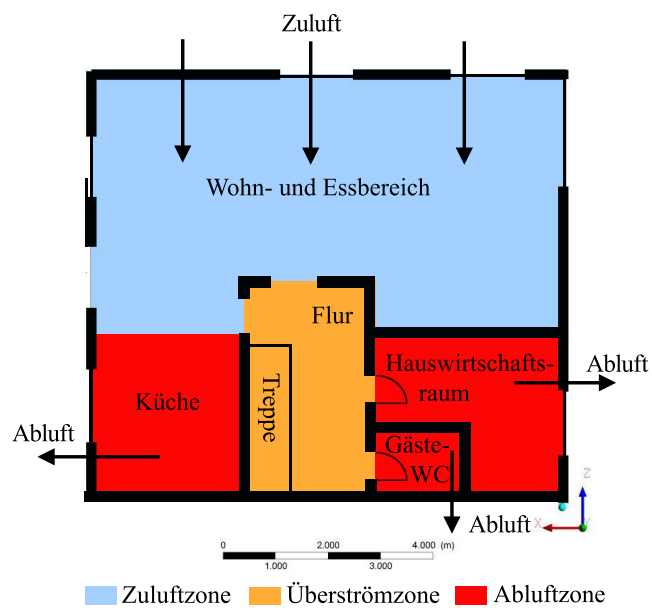 Zuluft
Wohn- und Essbereich
Flur
Hauswirtschafts-
raum
Abluft
Küche
Treppe
Abluft
Gäste-
WC
Abluft
Z
X
Y
0 2.000 4.000 (m)
1.000 3.000
Zuluftzone Überströmzone Abluftzone